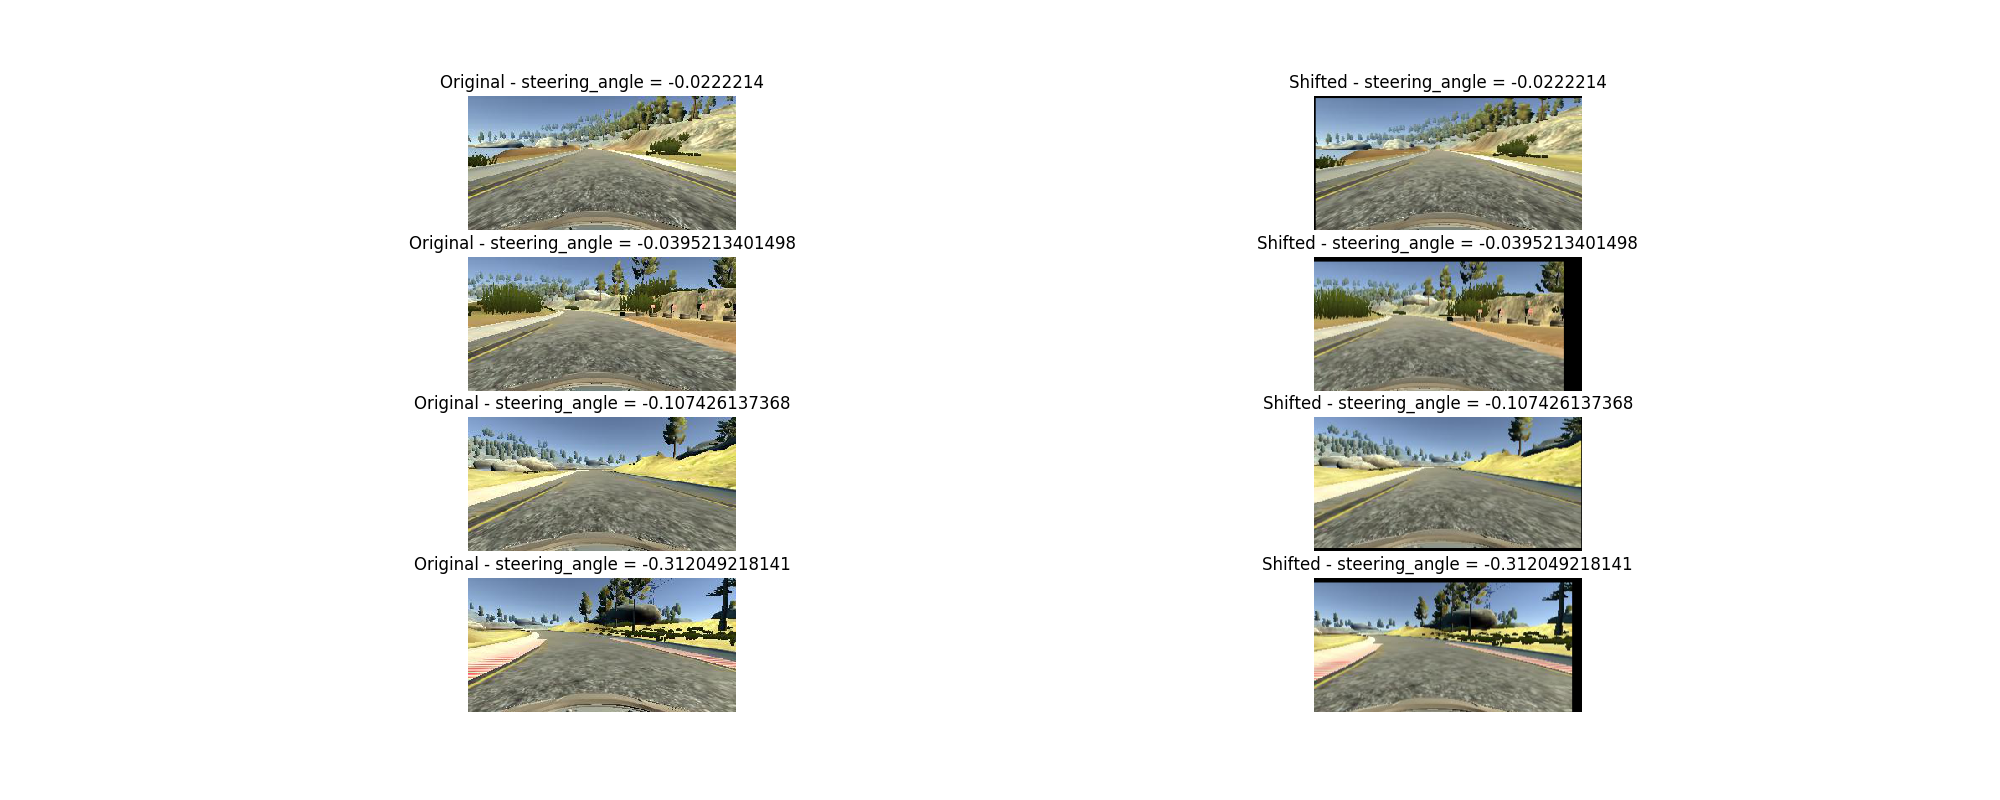 Original - steering_angle = -0.0222214
Shifted - steering_angle = -0.0222214
Original - steering_angle = -0.0395213401498
Shifted - steering_angle = -0.0395213401498
Original - steering_angle = -0.107426137368
Shifted - steering_angle = -0.107426137368
Original - steering_angle = -0.312049218141
Shifted - steering_angle = -0.312049218141